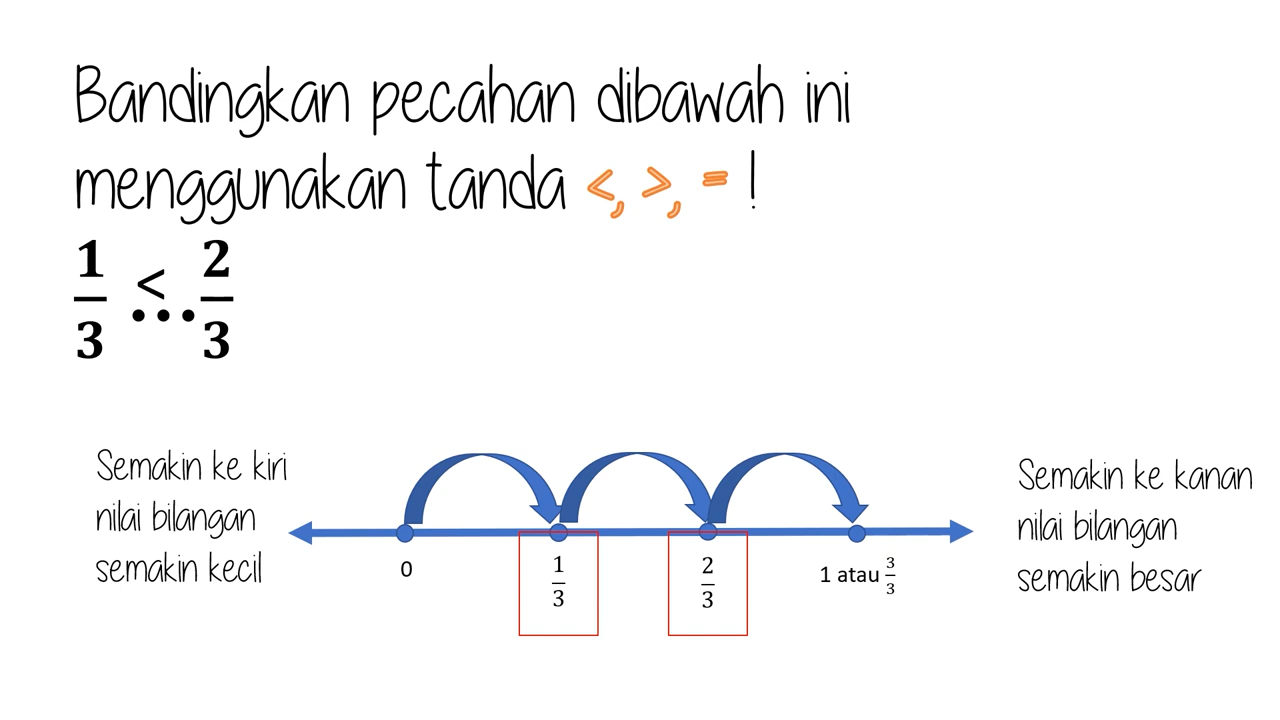 Bandingkan pecahan dibawah ini
menggunakan tanda <, >, = !
1/3 <... 2/3
Semakin ke kiri
nilai bilangan
semakin kecil
0
1/3
2/3
1 atau 3/3
Semakin ke kanan
nilai bilangan
semakin besar